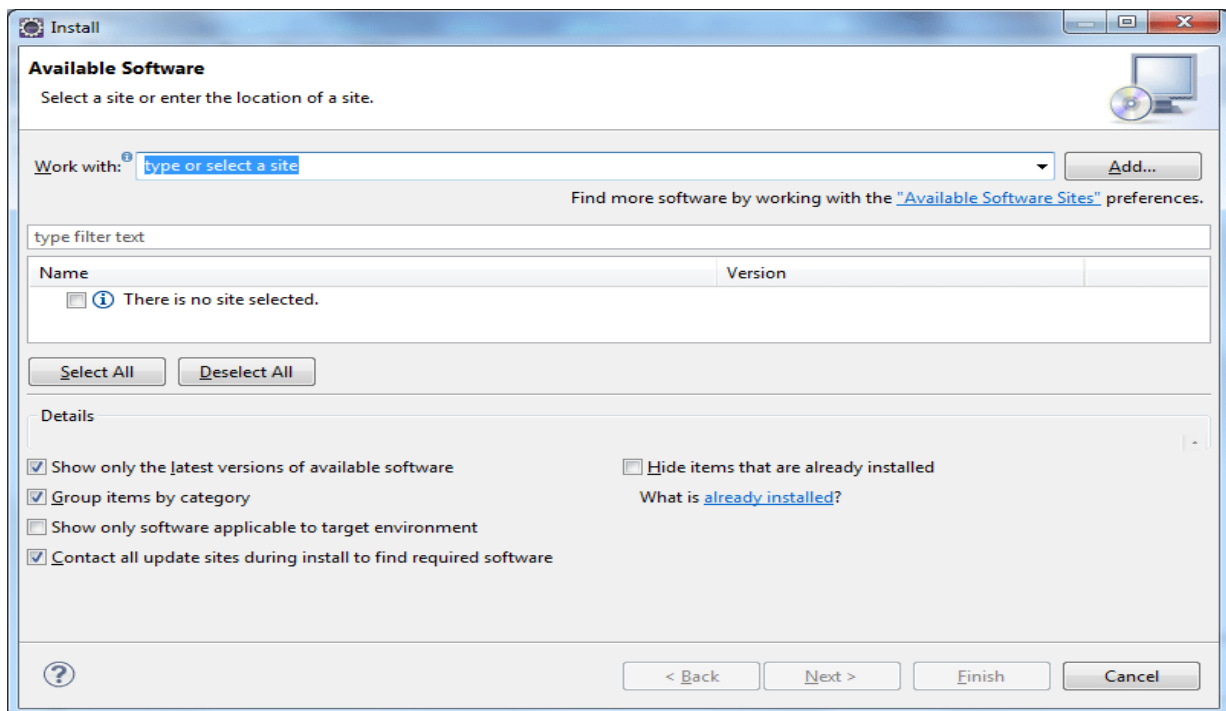 Install
Available Software
Select a site or enter the location of a site.
Work with: type or select a site Add...
Find more software by working with the "Available Software Sites" preferences.
type filter text
Name Version
There is no site selected.
Select All Deselect All
Details
Show only the latest versions of available software Hide items that are already installed
Group items by category What is already installed?
Show only software applicable to target environment
Contact all update sites during install to find required software
? < Back Next > Finish Cancel